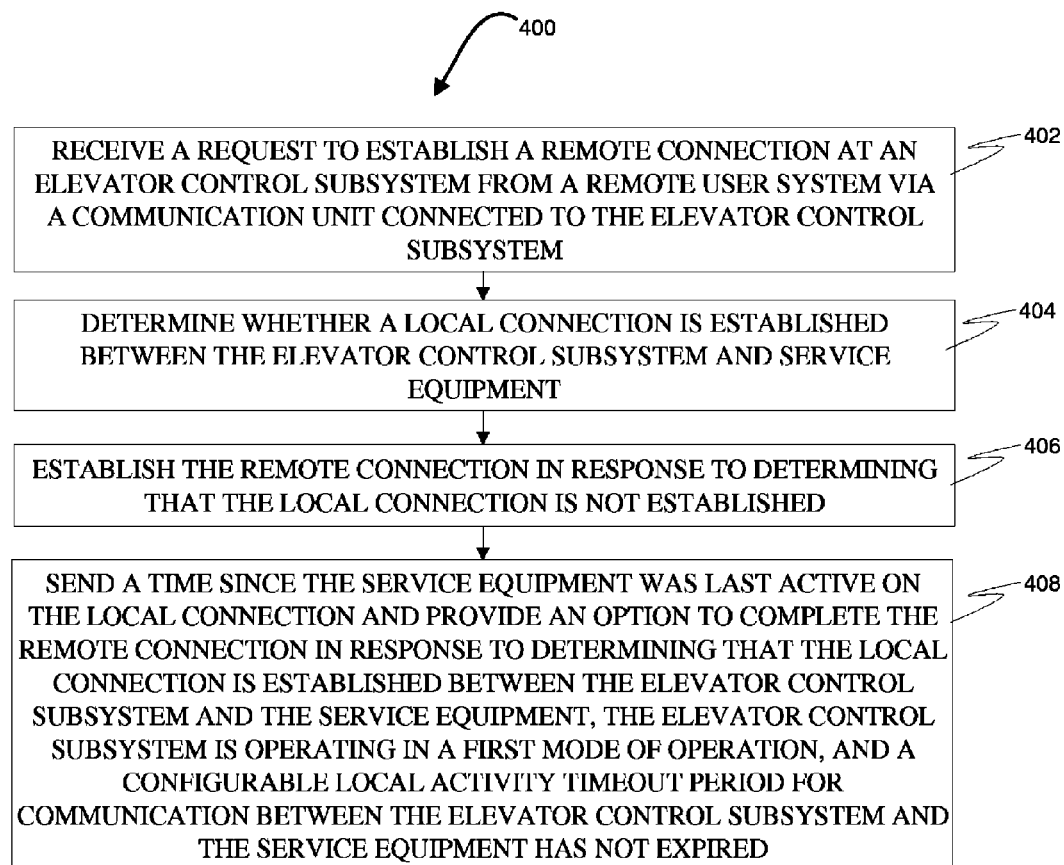 400
RECEIVE A REQUEST TO ESTABLISH A REMOTE CONNECTION AT AN
ELEVATOR CONTROL SUBSYSTEM FROM A REMOTE USER SYSTEM VIA
A COMMUNICATION UNIT CONNECTED TO THE ELEVATOR CONTROL
SUBSYSTEM
402
DETERMINE WHETHER A LOCAL CONNECTION IS ESTABLISHED
BETWEEN THE ELEVATOR CONTROL SUBSYSTEM AND SERVICE
EQUIPMENT
404
ESTABLISH THE REMOTE CONNECTION IN RESPONSE TO DETERMINING
THAT THE LOCAL CONNECTION IS NOT ESTABLISHED
406
SEND A TIME SINCE THE SERVICE EQUIPMENT WAS LAST ACTIVE ON
THE LOCAL CONNECTION AND PROVIDE AN OPTION TO COMPLETE THE
REMOTE CONNECTION IN RESPONSE TO DETERMINING THAT THE LOCAL
CONNECTION IS ESTABLISHED BETWEEN THE ELEVATOR CONTROL
SUBSYSTEM AND THE SERVICE EQUIPMENT, THE ELEVATOR CONTROL
SUBSYSTEM IS OPERATING IN A FIRST MODE OF OPERATION, AND A
CONFIGURABLE LOCAL ACTIVITY TIMEOUT PERIOD FOR
COMMUNICATION BETWEEN THE ELEVATOR CONTROL SUBSYSTEM AND
THE SERVICE EQUIPMENT HAS NOT EXPIRED
408